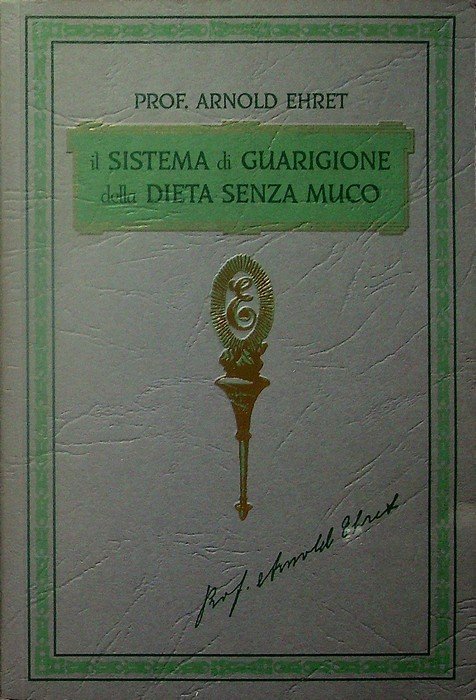 PROF. ARNOLD EHRET
il SISTEMA di GUARIGIONE
della DIETA SENZA MUCO
E
Prof. Arnold Ehret